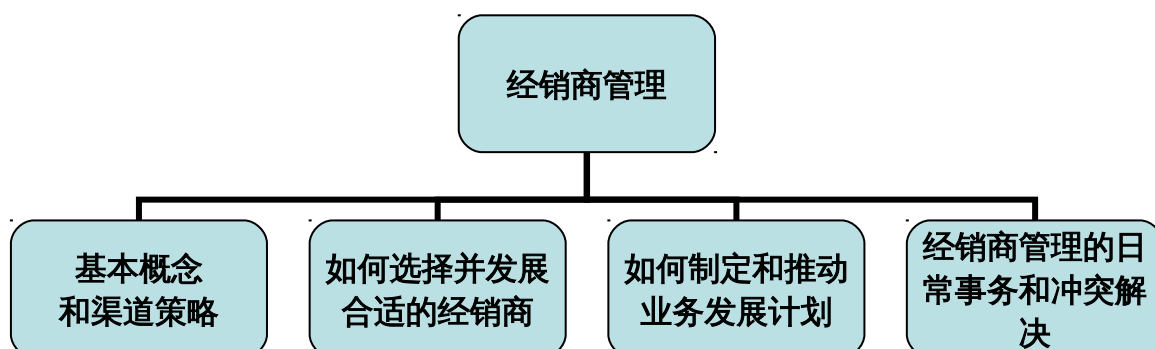 经销商管理
基本概念
和渠道策略
如何选择并发展
合适的经销商
如何制定和推动
业务发展计划
经销商管理的日
常事务和冲突解
决